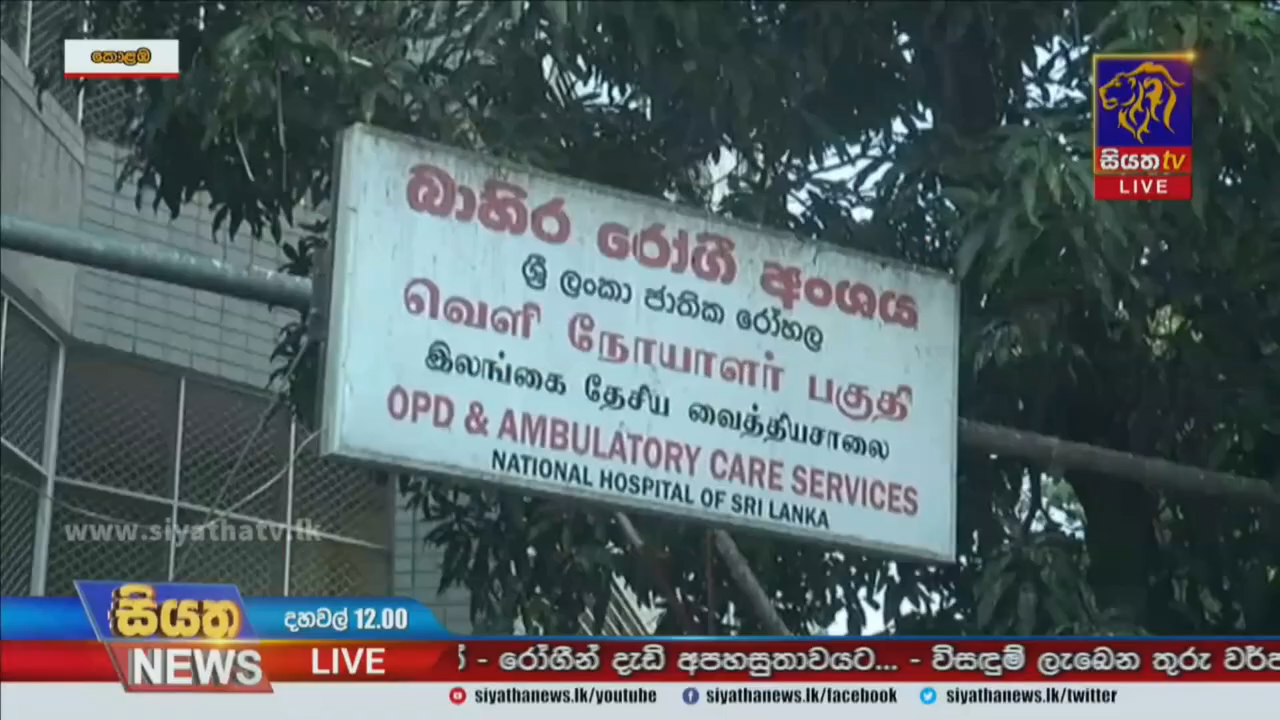 කොළඹ
සියත tv
LIVE
බාහිර රෝගී අංශය
ශ්‍රී ලංකා ජාතික රෝහල
வெளி நோயாளர் பகுதி
இலங்கை தேசிய வைத்தியசாலை
OPD & AMBULATORY CARE SERVICES
NATIONAL HOSPITAL OF SRI LANKA
www.siyathatv.lk
සියත දහවල් 12.00
NEWS LIVE
- රෝගීන් දැඩි අපහසුතාවයට... - විසඳුම් ලැබෙන තුරු
siyathanews.lk/youtube siyathanews.lk/facebook siyathanews.lk/twitter